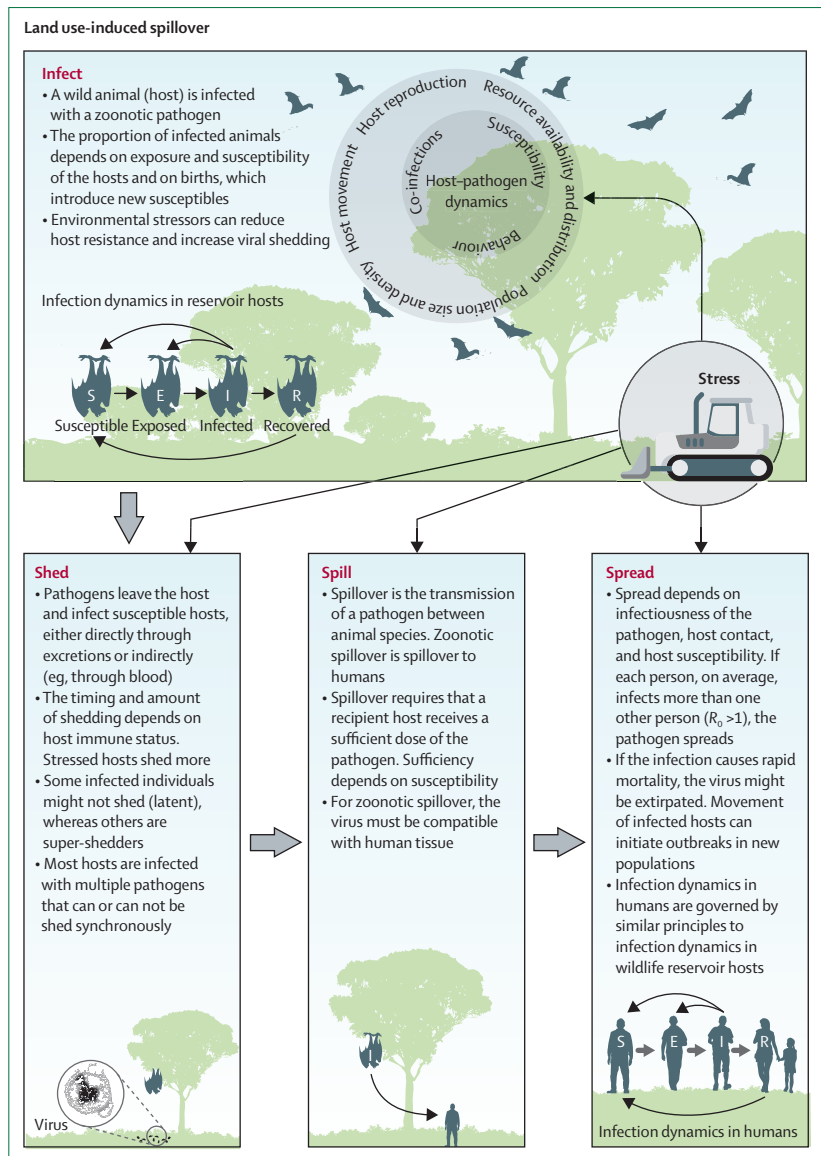 Land use-induced spillover
Infect
• A wild animal (host) is infected
with a zoonotic pathogen
• The proportion of infected animals
depends on exposure and susceptibility
of the hosts and on births, which
introduce new susceptibles
• Environmental stressors can reduce
host resistance and increase viral shedding
Host movement
Host reproduction
Resource availability and distribution
Population size and density
Co-infections
Susceptibility
Behaviour
Host–pathogen
dynamics
Infection dynamics in reservoir hosts
S E I R
Susceptible Exposed Infected Recovered
Stress
Shed
• Pathogens leave the host
and infect susceptible hosts,
either directly through
excretions or indirectly
(eg, through blood)
• The timing and amount
of shedding depends on
host immune status.
Stressed hosts shed more
• Some infected individuals
might not shed (latent),
whereas others are
super-shedders
• Most hosts are infected
with multiple pathogens
that can or can not be
shed synchronously
Virus
Spill
• Spillover is the transmission
of a pathogen between
animal species. Zoonotic
spillover is spillover to
humans
• Spillover requires that a
recipient host receives a
sufficient dose of the
pathogen. Sufficiency
depends on susceptibility
• For zoonotic spillover, the
virus must be compatible
with human tissue
Spread
• Spread depends on
infectiousness of the
pathogen, host contact,
and host susceptibility. If
each person, on average,
infects more than one
other person (R₀ >1), the
pathogen spreads
• If the infection causes rapid
mortality, the virus might
be extirpated. Movement
of infected hosts can
initiate outbreaks in new
populations
• Infection dynamics in
humans are governed by
similar principles to
infection dynamics in
wildlife reservoir hosts
S E I R
Infection dynamics in humans